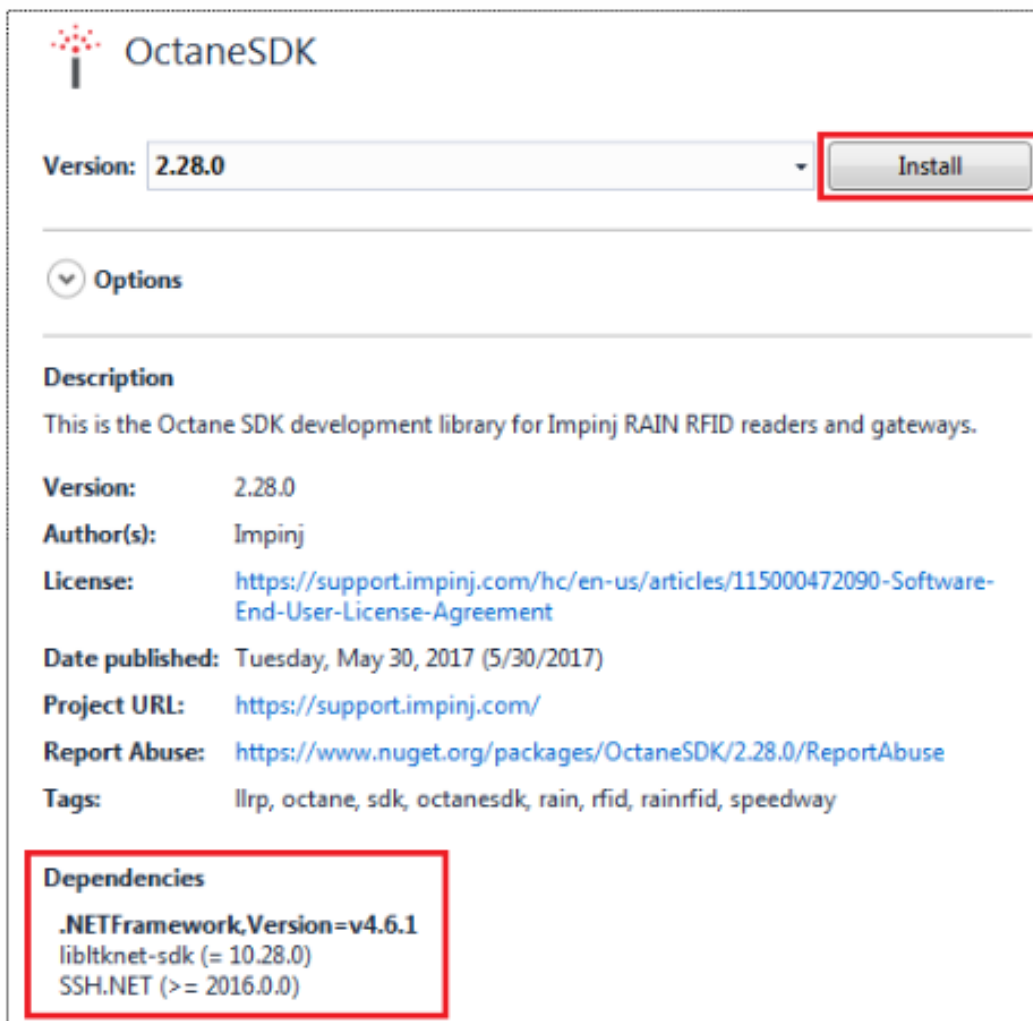 OctaneSDK
Version: 2.28.0 Install
Options
Description
This is the Octane SDK development library for Impinj RAIN RFID readers and gateways.
Version: 2.28.0
Author(s): Impinj
License: https://support.impinj.com/hc/en-us/articles/115000472090-Software-
End-User-License-Agreement
Date published: Tuesday, May 30, 2017 (5/30/2017)
Project URL: https://support.impinj.com/
Report Abuse: https://www.nuget.org/packages/OctaneSDK/2.28.0/ReportAbuse
Tags: llrp, octane, sdk, octanesdk, rain, rfid, rainrfid, speedway
Dependencies
.NETFramework,Version=v4.6.1
libltknet-sdk (= 10.28.0)
SSH.NET (>= 2016.0.0)